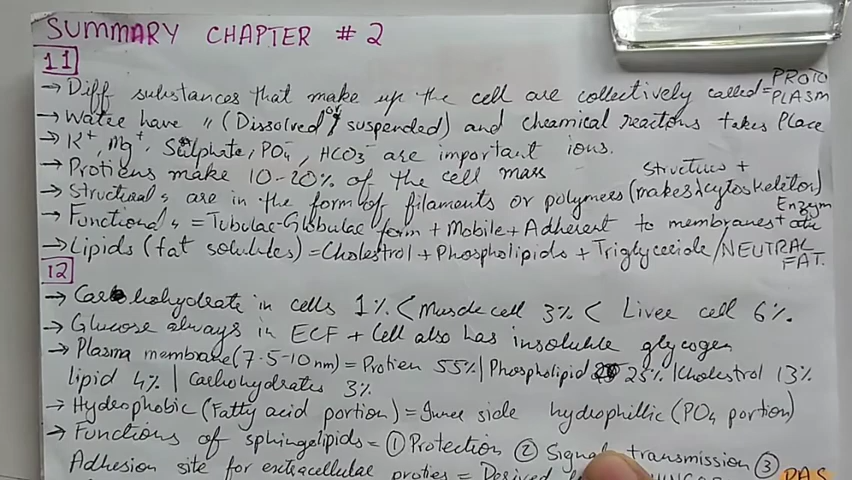 SUMMARY CHAPTER # 2
11
→ Diff substances that make up the cell are collectively called = PROTOPLASM
→ Water have " (Dissolved or suspended) and cheamical reactions takes place
→ K+, Mg+, Sulphate, PO4-, HCO3- are important ions.
→ Protiens make 10-20% of the cell mass
→ Structural " are in the form of filaments or polymers (makes cytoskeleton) structures +
→ Functional " = Tubular-Globular form + Mobile + Adherent to membranes + Enzym
→ Lipids (fat solubles) = Cholestrol + Phospholipids + Triglyceride / NEUTRAL FAT.
12
→ Carbohydrate in cells 1% < Muscle cell 3% < Liver cell 6%.
→ Glucose always in ECF + Cell also has insoluble glycogen
→ Plasma membrane (7.5-10nm) = Protien 55% | Phospholipid 25% | Cholestrol 13%
lipid 4% | Carbohydrates 3%
→ Hydrophobic (Fatty acid portion) = Inner side hydrophillic (PO4 portion)
→ Functions of sphingolipids = ① Protection ② Signal transmission ③
Adhesion site for extracellular proties = Derived